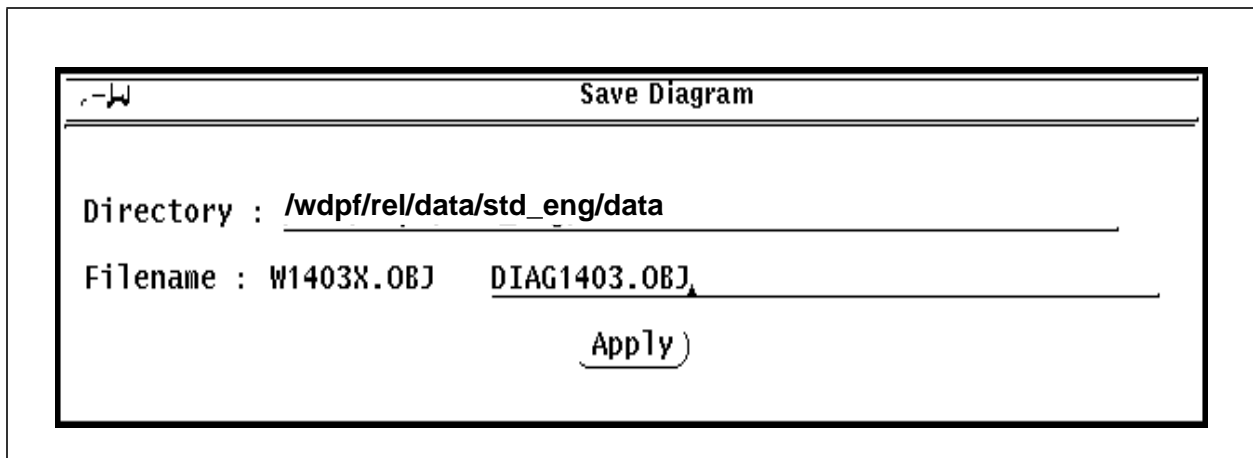 Save Diagram
Directory : /wdpf/rel/data/std_eng/data
Filename : W1403X.OBJ DIAG1403.OBJ
Apply